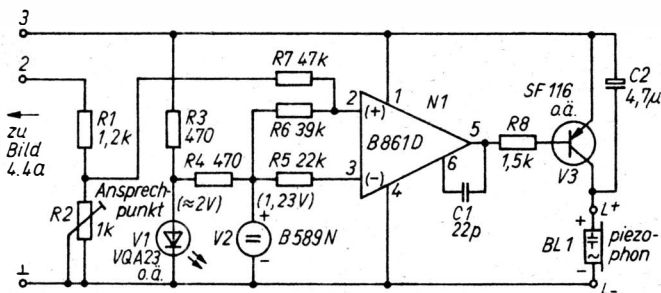 3
2
zu
Bild
4.4a
R1
1,2k
R2
1k
Ansprech-
punkt
R3
470
(≈2V)
V1
VQA23
o.ä.
R4 470
R7 47k
R6 39k
R5 22k
(1,23V)
V2
+
=
−
B589N
2
(+)
3
(−)
1
N1
B861D
4
5
6
C1
22p
R8
1,5k
SF 116
o.ä.
V3
C2
4,7µ
L+
+
BL1
−
piezo-
phon
L-
⊥